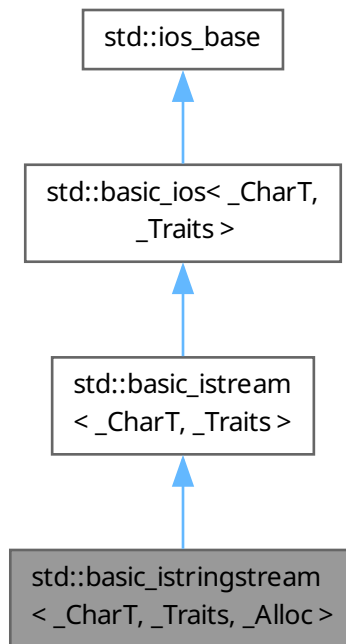 std::ios_base
std::basic_ios< _CharT,
_Traits >
std::basic_istream
< _CharT, _Traits >
std::basic_istringstream
< _CharT, _Traits, _Alloc >